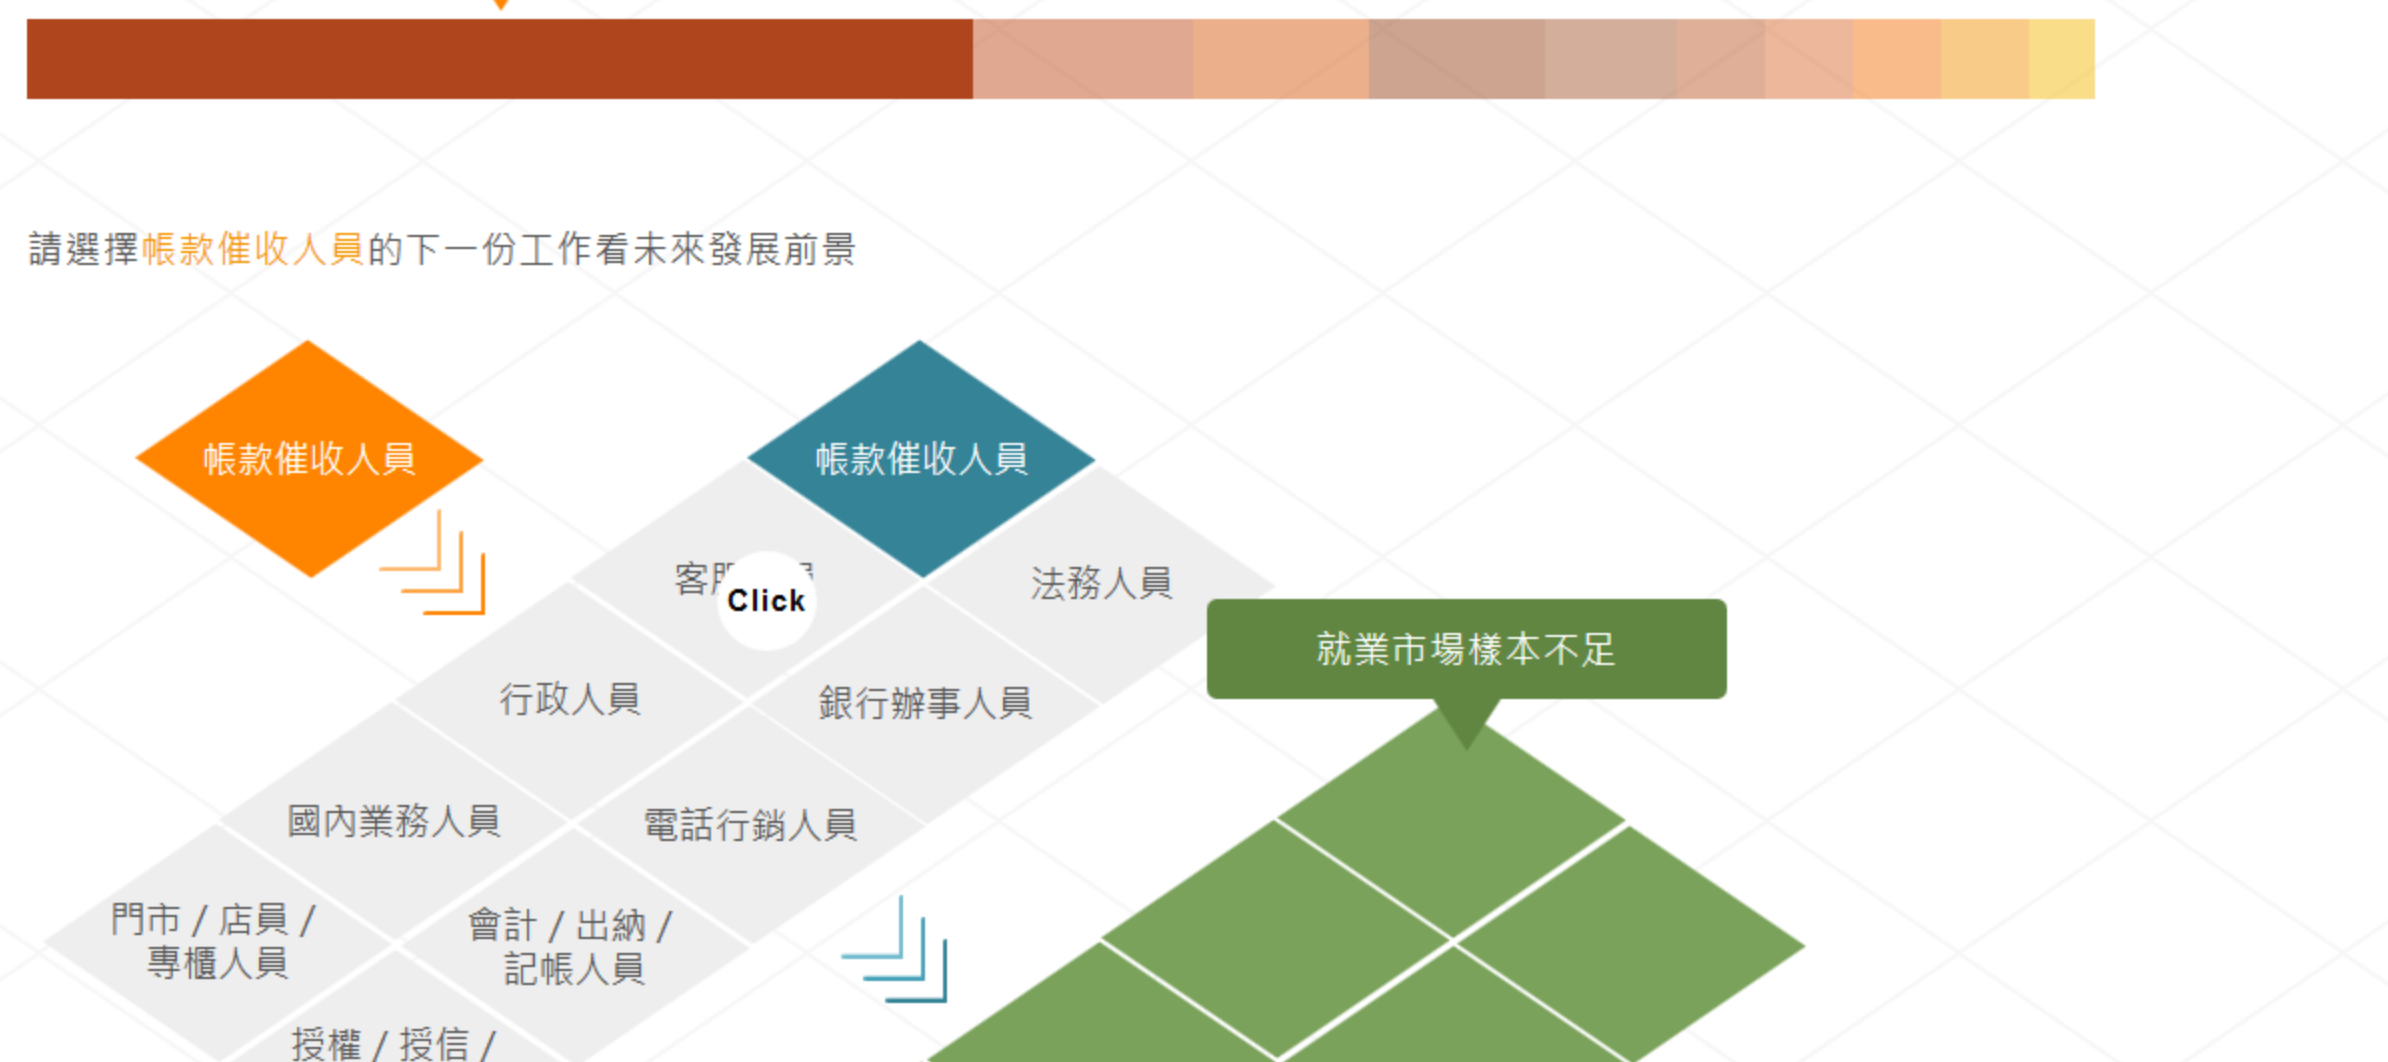 請選擇帳款催收人員的下一份工作看未來發展前景
帳款催收人員
帳款催收人員
客
Click
法務人員
就業市場樣本不足
行政人員
銀行辦事人員
國內業務人員
電話行銷人員
門市 / 店員 /
專櫃人員
會計 / 出納 /
記帳人員
授權 / 授信 /